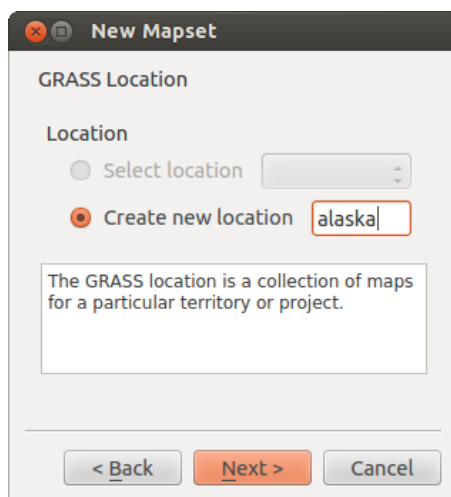 New Mapset
GRASS Location
Location
Select location
Create new location alaska
The GRASS location is a collection of maps
for a particular territory or project.
< Back Next > Cancel